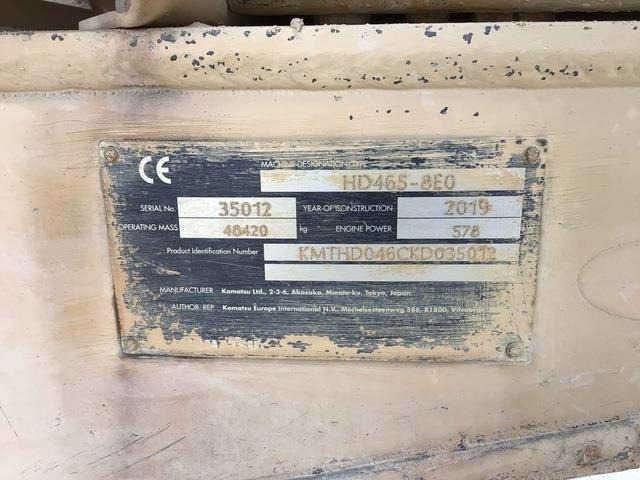 CE
MACHINE DESIGNATION/TYPE
HD465-8E0
SERIAL No. 35012 YEAR OF CONSTRUCTION 2019
OPERATING MASS 48420 kg ENGINE POWER 578
Product Identification Number KMTHD046CKD035012
MANUFACTURER Komatsu Ltd., 2-3-6, Akasaka, Minato-ku, Tokyo, Japan
AUTHOR. REP. Komatsu Europe International N.V., Mechelsesteenweg 586, B1800,